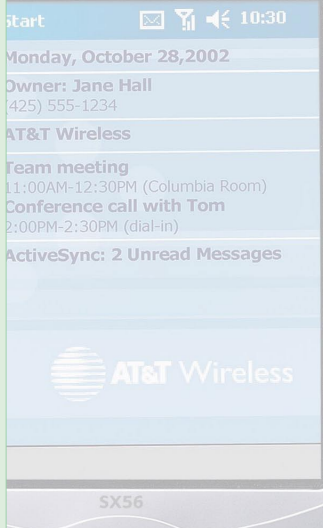 Start 10:30
Monday, October 28,2002
Owner: Jane Hall
(425) 555-1234
AT&T Wireless
Team meeting
11:00AM-12:30PM (Columbia Room)
Conference call with Tom
2:00PM-2:30PM (dial-in)
ActiveSync: 2 Unread Messages
AT&T Wireless
SX56